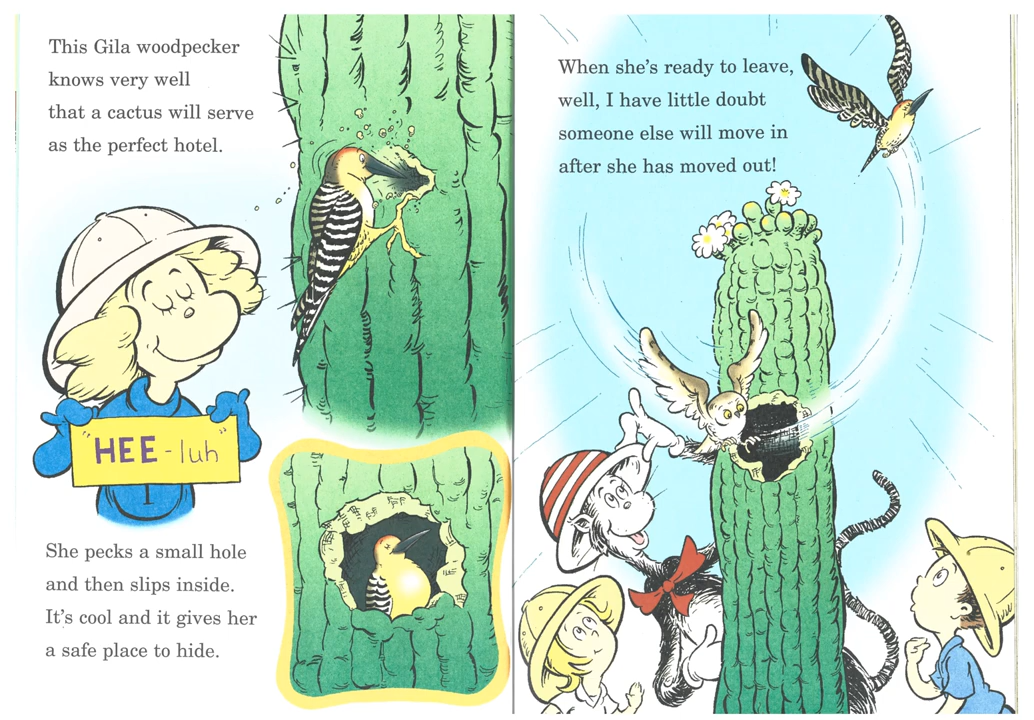 This Gila woodpecker
knows very well
that a cactus will serve
as the perfect hotel.
"HEE-luh"
She pecks a small hole
and then slips inside.
It's cool and it gives her
a safe place to hide.
When she's ready to leave,
well, I have little doubt
someone else will move in
after she has moved out!